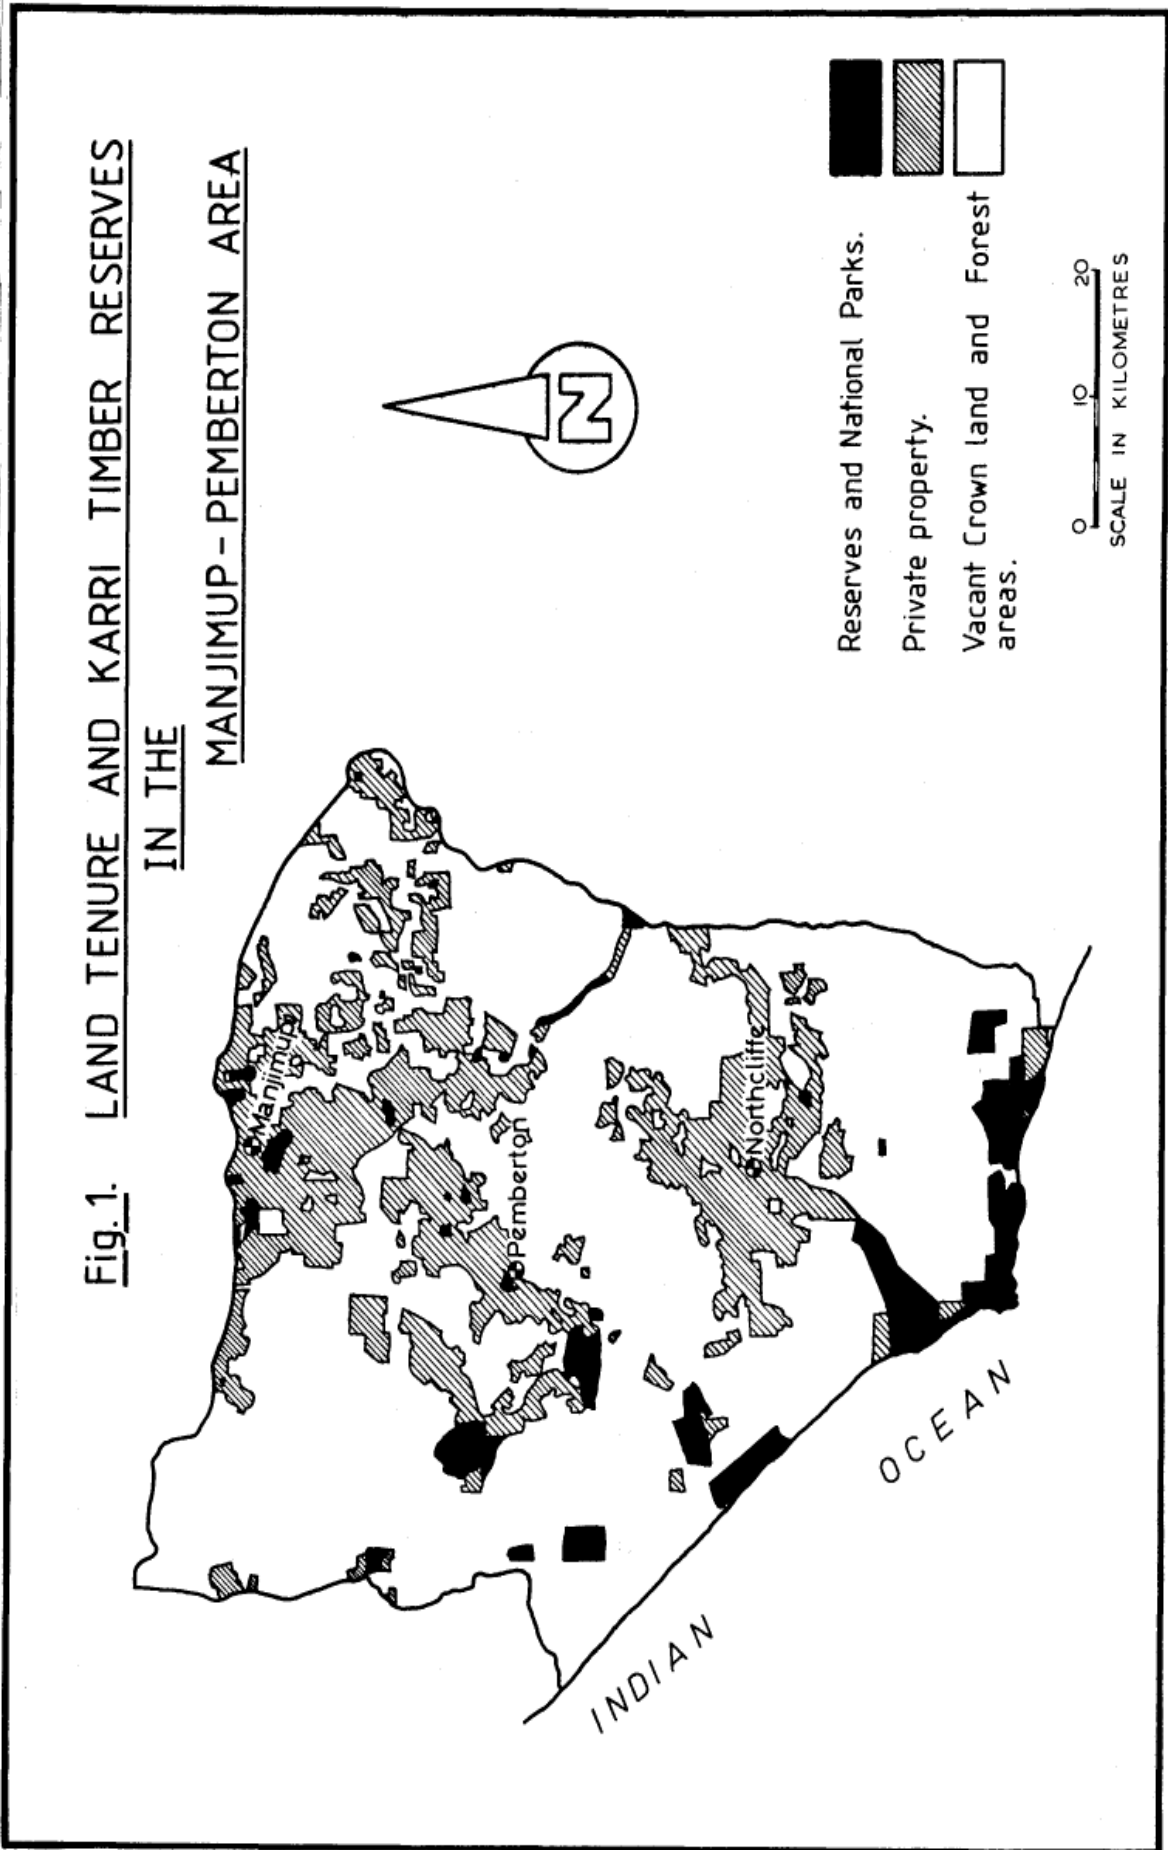 Fig. 1. LAND TENURE AND KARRI TIMBER RESERVES
IN THE
MANJIMUP - PEMBERTON AREA
N
Manjimup
Pemberton
Northcliffe
INDIAN OCEAN
Reserves and National Parks.
Private property.
Vacant Crown land and Forest
areas.
0 10 20
SCALE IN KILOMETRES